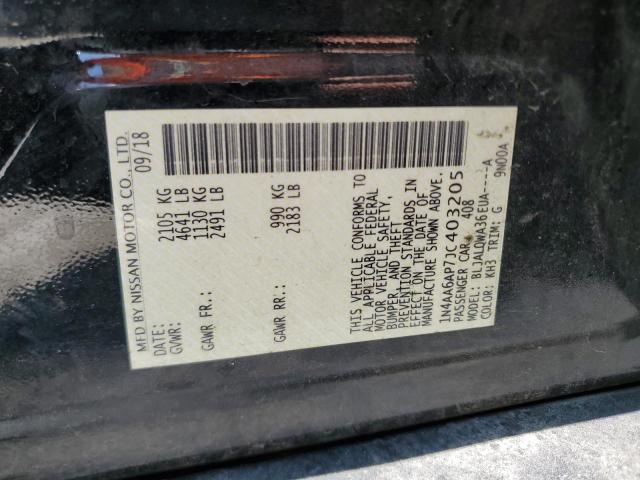 MFD BY NISSAN MOTOR CO., LTD.
DATE: 09/18
GVWR: 2105 KG
4641 LB
GAWR FR: 1130 KG
2491 LB
GAWR RR: 990 KG
2183 LB
THIS VEHICLE CONFORMS TO
ALL APPLICABLE FEDERAL
MOTOR VEHICLE SAFETY,
BUMPER, AND THEFT
PREVENTION STANDARDS IN
EFFECT ON THE DATE OF
MANUFACTURE SHOWN ABOVE.
1N4AA6AP7JC403205
PASSENGER CAR 408
MODEL: BLJALQWA36EUA----A
COLOR: KH3 TRIM: G 9N00A